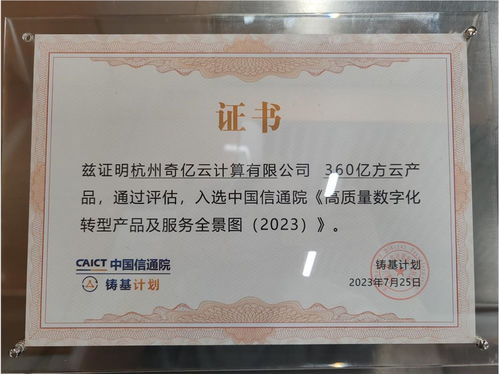 证书
兹证明杭州奇亿云计算有限公司 360亿方云产
品，通过评估，入选中国信通院《高质量数字化
转型产品及服务全景图（2023）》。
CAICT 中国信通院
铸基计划
铸基计划
2023年7月25日